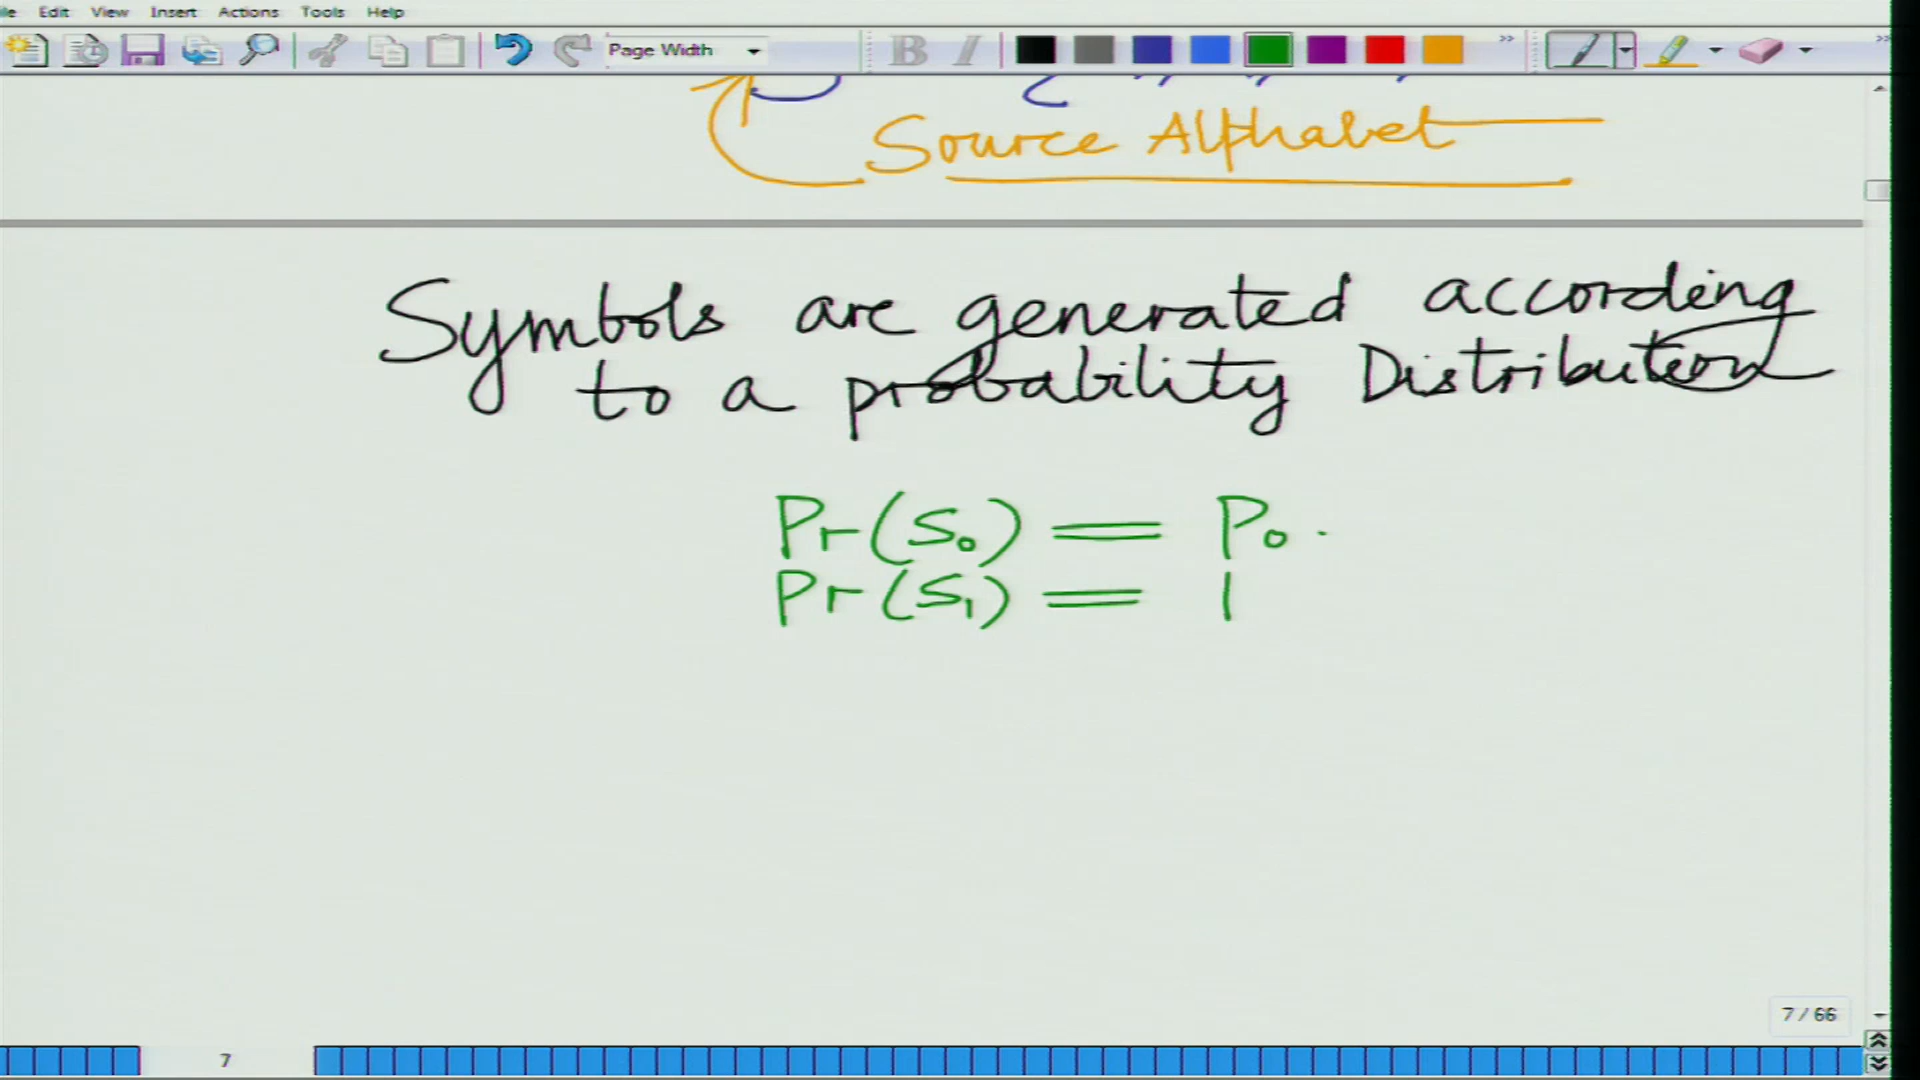 Edit View Insert Actions Tools Help
Page Width B I
Source Alphabet
Symbols are generated according
to a probability Distribution
Pr(S0) = P0.
Pr(S1) = 1
7 / 66
7